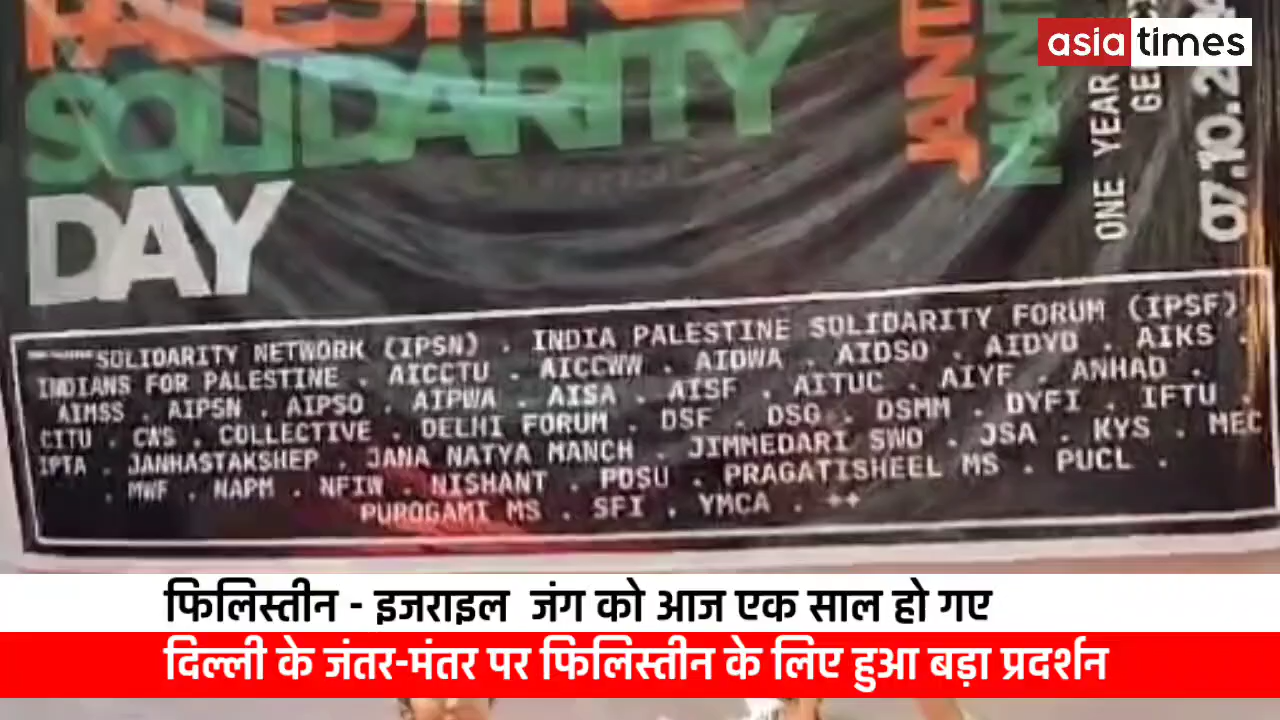 asia times
PALESTINE
SOLIDARITY
DAY
JANTA
MANT
ONE YEAR
GE
07.10.2
SOLIDARITY NETWORK (IPSN) . INDIA PALESTINE SOLIDARITY FORUM (IPSF) .
INDIANS FOR PALESTINE . AICCTU . AICCWW . AIDWA . AIDSO . AIDYO . AIKS .
AIMSS . AIPSN . AIPSO . AIPWA . AISA . AISF . AITUC . AIYF . ANHAD .
CITU . CWS . COLLECTIVE . DELHI FORUM . DSF . DSG . DSMM . DYFI . IFTU .
IPTA . JANHASTAKSHEP . JANA NATYA MANCH . JIMMEDARI SWO . JSA . KYS . MEC
. MWF . NAPM . NFIW . NISHANT . PDSU . PRAGATISHEEL MS . PUCL .
PUROGAMI MS . SFI . YMCA . ++
फिलिस्तीन - इजराइल जंग को आज एक साल हो गए
दिल्ली के जंतर-मंतर पर फिलिस्तीन के लिए हुआ बड़ा प्रदर्शन